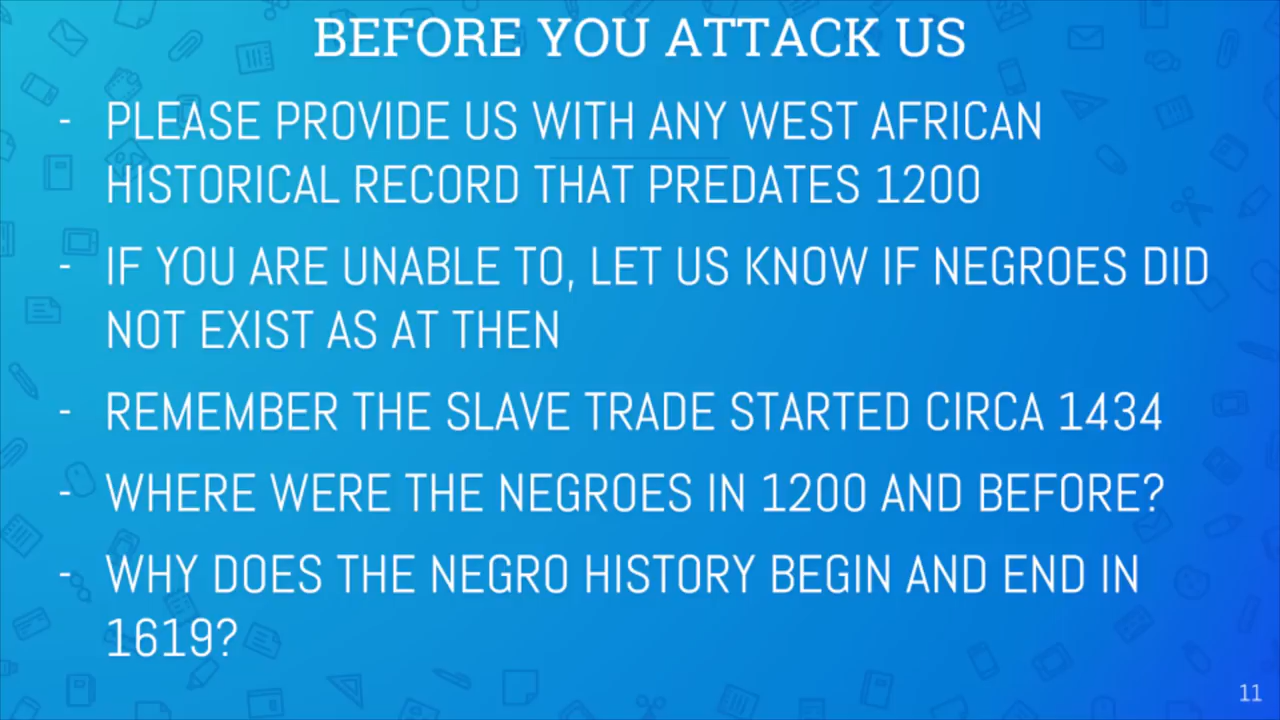 BEFORE YOU ATTACK US
- PLEASE PROVIDE US WITH ANY WEST AFRICAN
HISTORICAL RECORD THAT PREDATES 1200
- IF YOU ARE UNABLE TO, LET US KNOW IF NEGROES DID
NOT EXIST AS AT THEN
- REMEMBER THE SLAVE TRADE STARTED CIRCA 1434
- WHERE WERE THE NEGROES IN 1200 AND BEFORE?
- WHY DOES THE NEGRO HISTORY BEGIN AND END IN
1619?
11